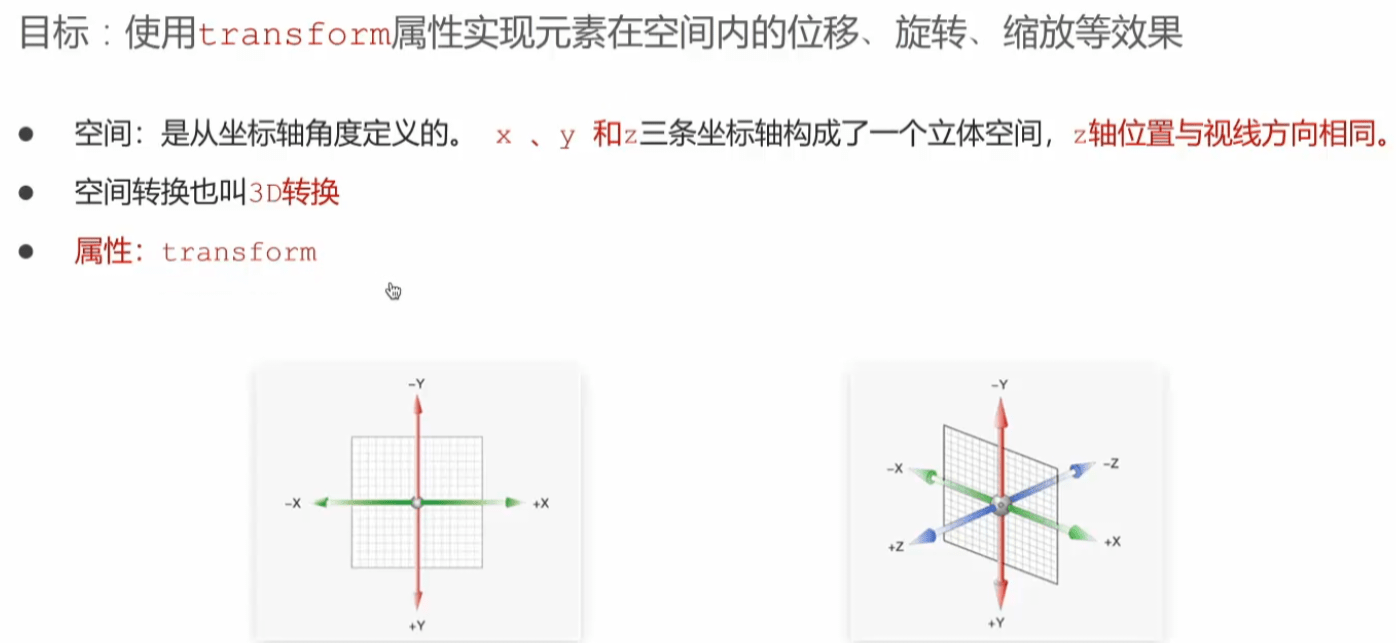 目标：使用transform属性实现元素在空间内的位移、旋转、缩放等效果
空间：是从坐标轴角度定义的。 x 、y 和z三条坐标轴构成了一个立体空间，z轴位置与视线方向相同。
空间转换也叫3D转换
属性：transform
-Y
-X
+X
+Y
-Y
-X
-Z
+Z
+X
+Y